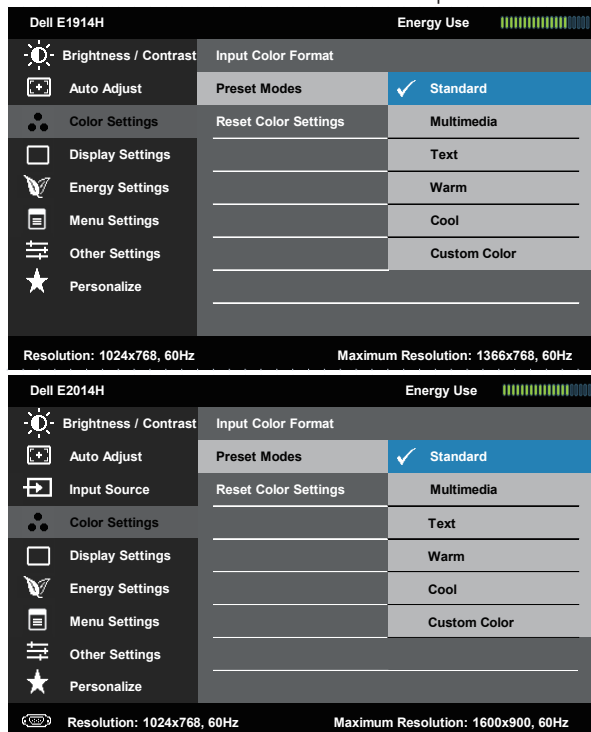 Dell E1914H Energy Use
Brightness / Contrast Input Color Format
Auto Adjust Preset Modes Standard
Color Settings Reset Color Settings Multimedia
Display Settings Text
Energy Settings Warm
Menu Settings Cool
Other Settings Custom Color
Personalize
Resolution: 1024x768, 60Hz Maximum Resolution: 1366x768, 60Hz
Dell E2014H Energy Use
Brightness / Contrast Input Color Format
Auto Adjust Preset Modes Standard
Input Source Reset Color Settings Multimedia
Color Settings Text
Display Settings Warm
Energy Settings Cool
Menu Settings Custom Color
Other Settings
Personalize
Resolution: 1024x768, 60Hz Maximum Resolution: 1600x900, 60Hz